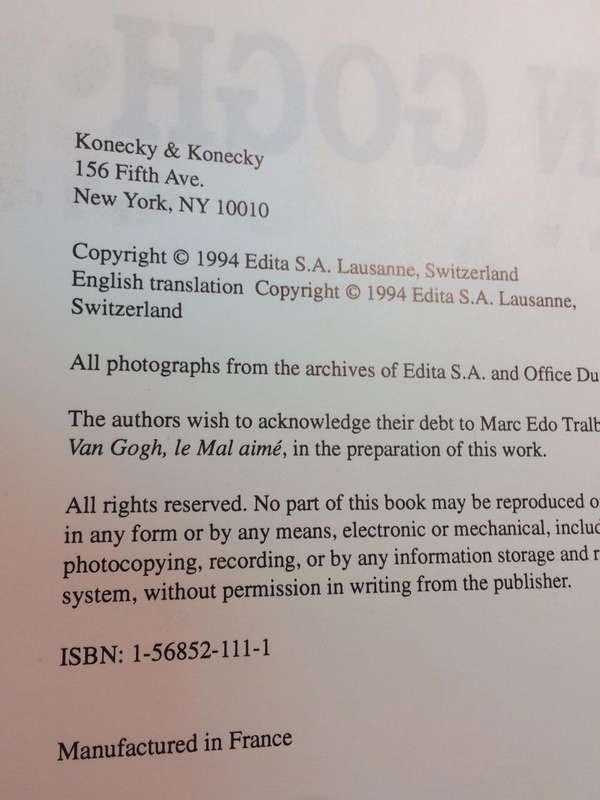 Konecky & Konecky
156 Fifth Ave.
New York, NY 10010
Copyright © 1994 Edita S.A. Lausanne, Switzerland
English translation Copyright © 1994 Edita S.A. Lausanne,
Switzerland
All photographs from the archives of Edita S.A. and Office Du
The authors wish to acknowledge their debt to Marc Edo Tralb
Van Gogh, le Mal aimé, in the preparation of this work.
All rights reserved. No part of this book may be reproduced o
in any form or by any means, electronic or mechanical, includ
photocopying, recording, or by any information storage and r
system, without permission in writing from the publisher.
ISBN: 1-56852-111-1
Manufactured in France